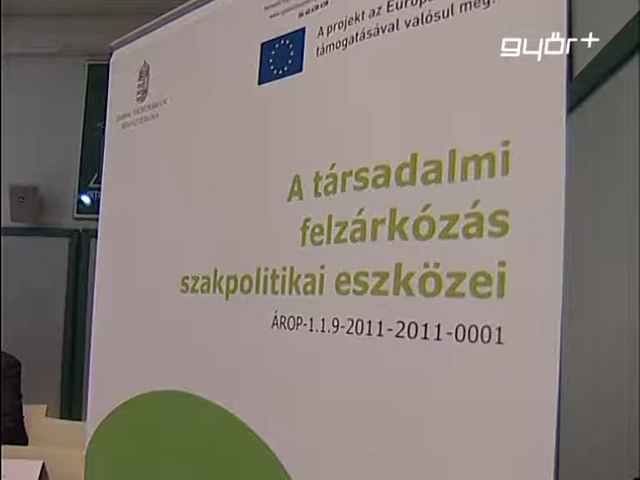 A projekt az Európ
támogatásával valósul meg.
győr+
A társadalmi
felzárkózás
szakpolitikai eszközei
ÁROP-1.1.9-2011-2011-0001